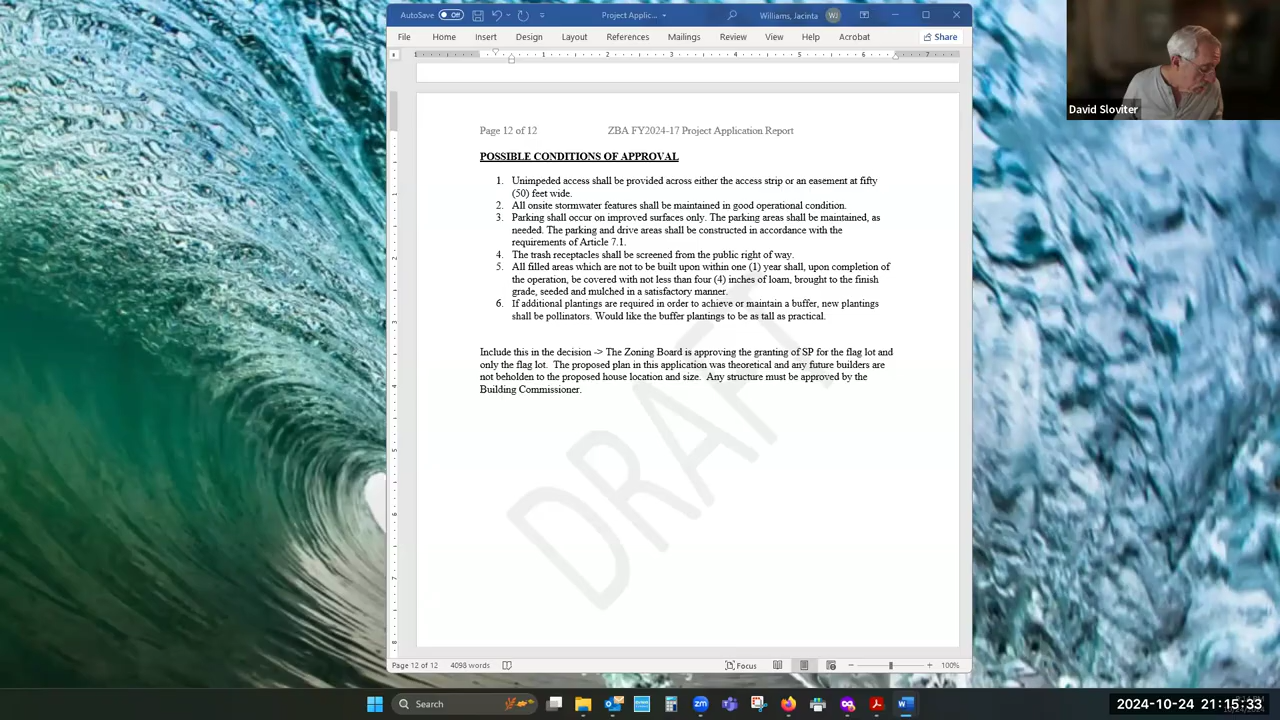 AutoSave Off Project Applic... Williams, Jacinta WJ
File Home Insert Design Layout References Mailings Review View Help Acrobat Share
1 1 2 3 4 5 6 7
David Sloviter
Page 12 of 12 ZBA FY2024-17 Project Application Report
POSSIBLE CONDITIONS OF APPROVAL
1. Unimpeded access shall be provided across either the access strip or an easement at fifty
(50) feet wide.
2. All onsite stormwater features shall be maintained in good operational condition.
3. Parking shall occur on improved surfaces only. The parking areas shall be maintained, as
needed. The parking and drive areas shall be constructed in accordance with the
requirements of Article 7.1.
4. The trash receptacles shall be screened from the public right of way.
5. All filled areas which are not to be built upon within one (1) year shall, upon completion of
the operation, be covered with not less than four (4) inches of loam, brought to the finish
grade, seeded and mulched in a satisfactory manner.
6. If additional plantings are required in order to achieve or maintain a buffer, new plantings
shall be pollinators. Would like the buffer plantings to be as tall as practical.
Include this in the decision -> The Zoning Board is approving the granting of SP for the flag lot and
only the flag lot. The proposed plan in this application was theoretical and any future builders are
not beholden to the proposed house location and size. Any structure must be approved by the
Building Commissioner.
DRAFT
Page 12 of 12 4098 words Focus 100%
Search
2024-10-24 21:15:33